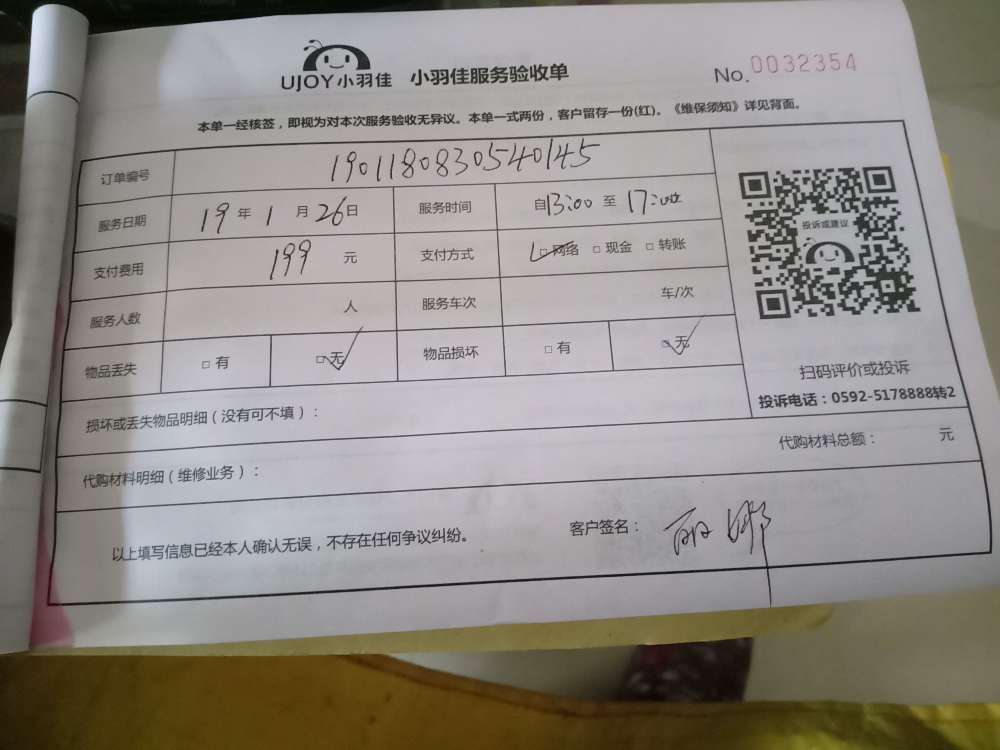 UJOY小羽佳 小羽佳服务验收单 No.0032354
本单一经核签，即视为对本次服务验收无异议。本单一式两份，客户留存一份(红)。《维保须知》详见背面。
订单编号 1901180830540145
服务日期 19年1月26日 服务时间 自13:00至17:00
支付费用 199元 支付方式 □网络 □现金 □转账
服务人数 人 服务车次 车/次
物品丢失 □有 □无 物品损坏 □有 □无
投诉或建议
扫码评价或投诉
投诉电话：0592-5178888转2
损坏或丢失物品明细（没有可不填）：
代购材料明细（维修业务）： 代购材料总额： 元
以上填写信息已经本人确认无误，不存在任何争议纠纷。 客户签名：